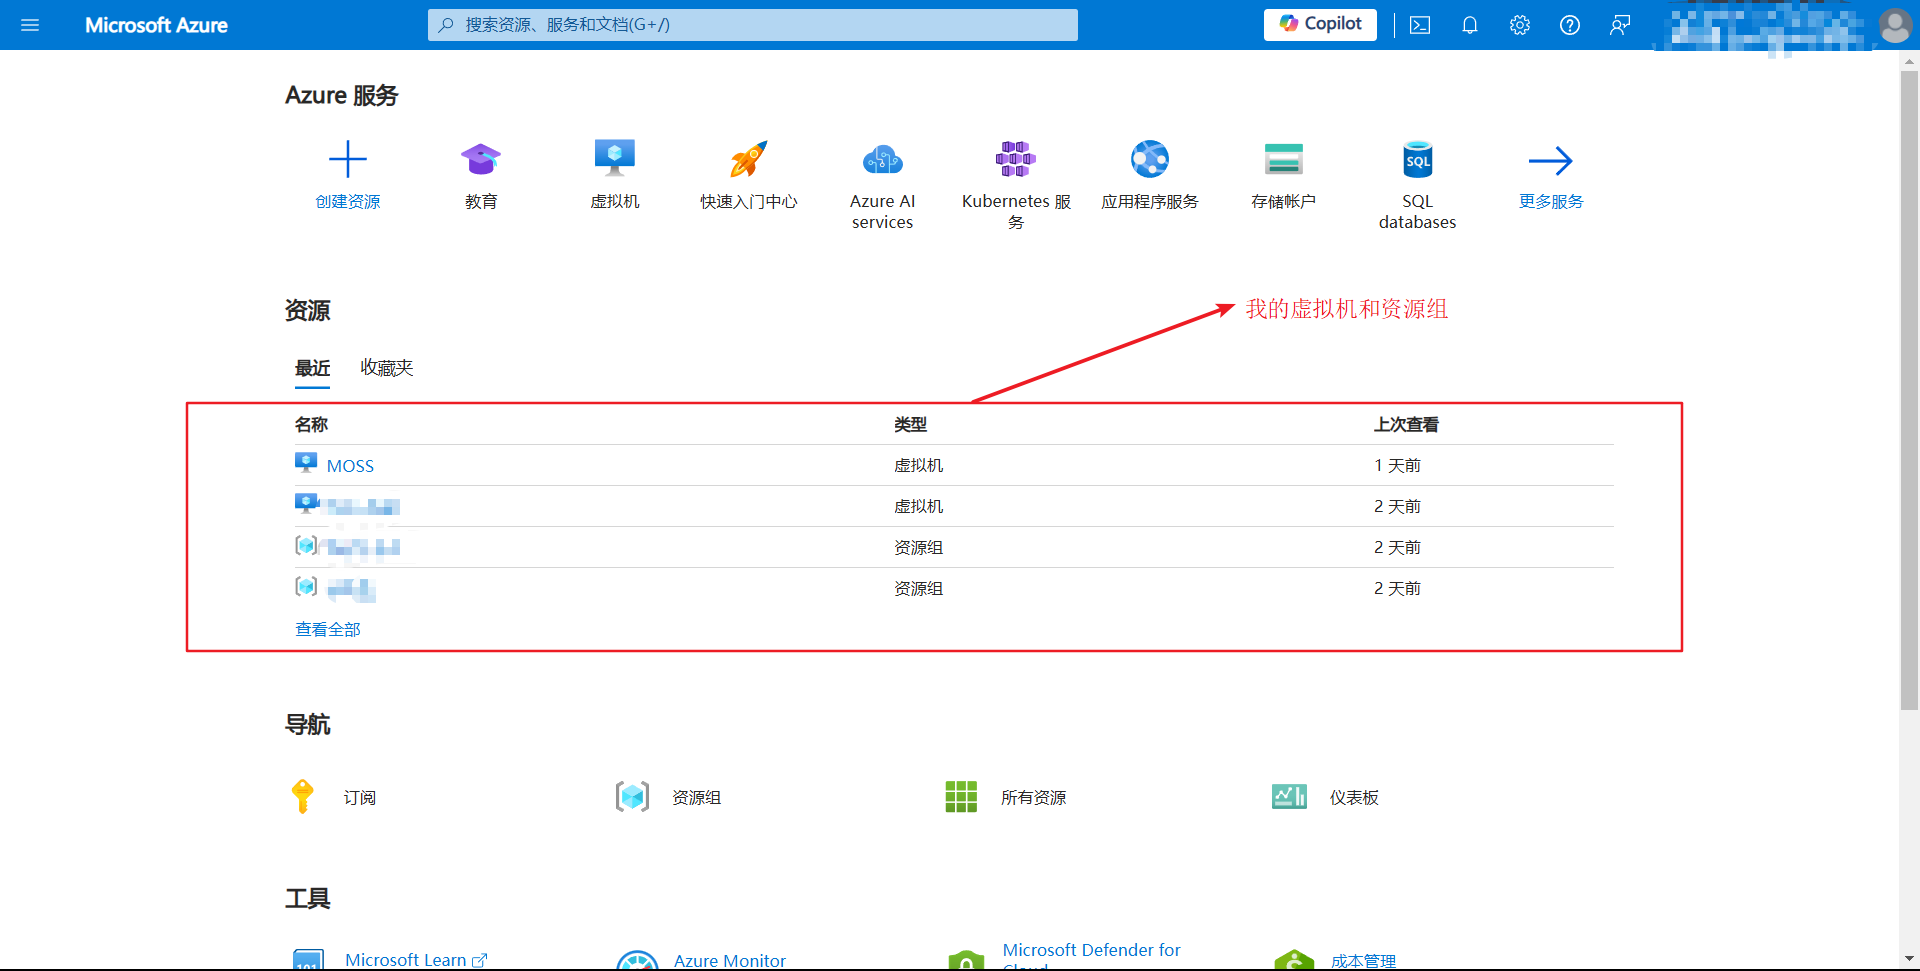 Microsoft Azure
搜索资源、服务和文档(G+/)
Copilot
Azure 服务
创建资源
教育
虚拟机
快速入门中心
Azure AI
services
Kubernetes 服
务
应用程序服务
存储帐户
SQL
SQL
databases
更多服务
资源
我的虚拟机和资源组
最近
收藏夹
名称 类型 上次查看
MOSS 虚拟机 1 天前
虚拟机 2 天前
资源组 2 天前
资源组 2 天前
查看全部
导航
订阅
资源组
所有资源
仪表板
工具
101
Microsoft Learn
Azure Monitor
Microsoft Defender for
Cloud
成本管理